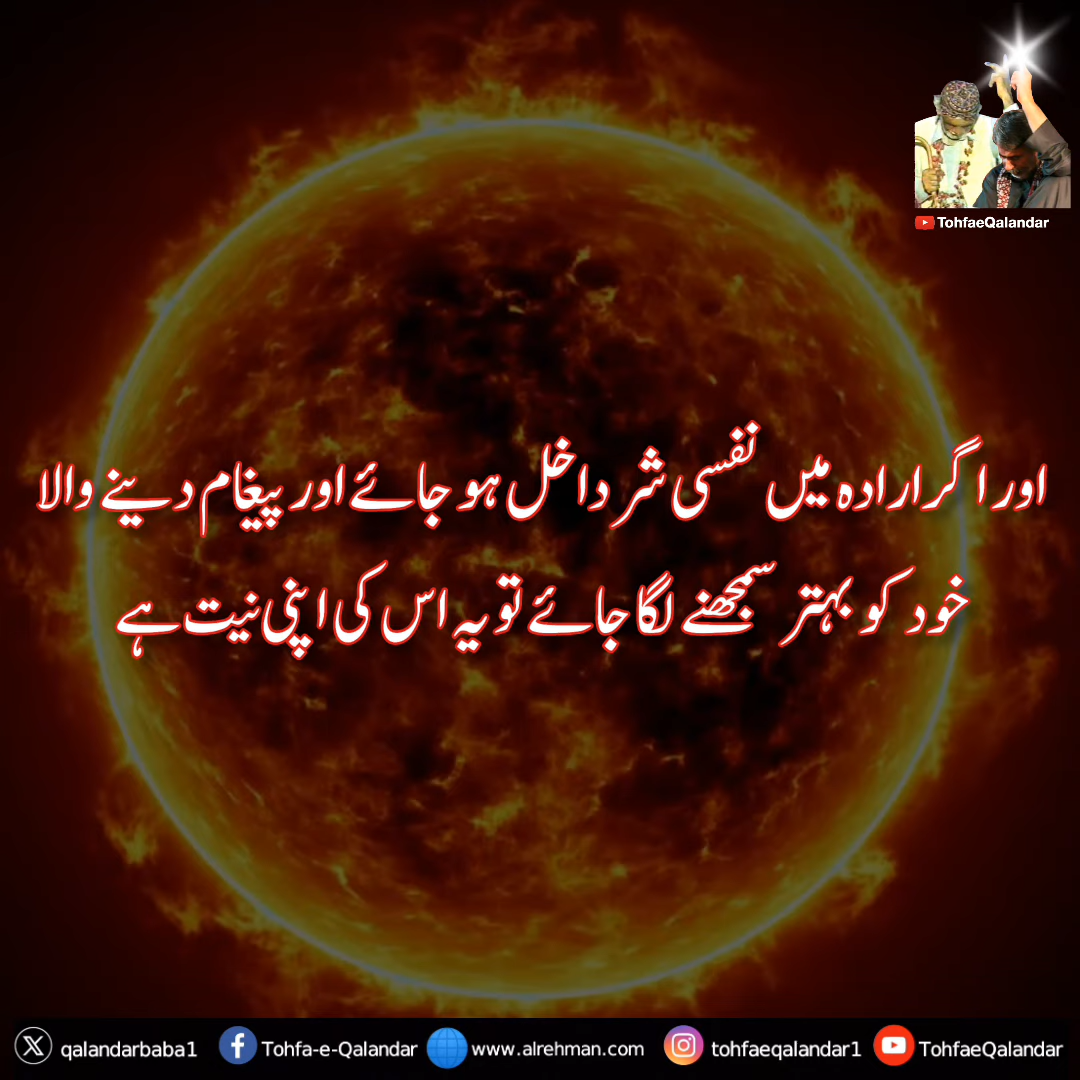 TohfaeQalandar
اور اگر ارادہ میں نفسی شر داخل ہو جائے اور پیغام دینے والا
خود کو بہتر سمجھنے لگا جائے تو یہ اس کی اپنی نیت ہے
qalandarbaba1 Tohfa-e-Qalandar www.alrehman.com tohfaeqalandar1 TohfaeQalandar